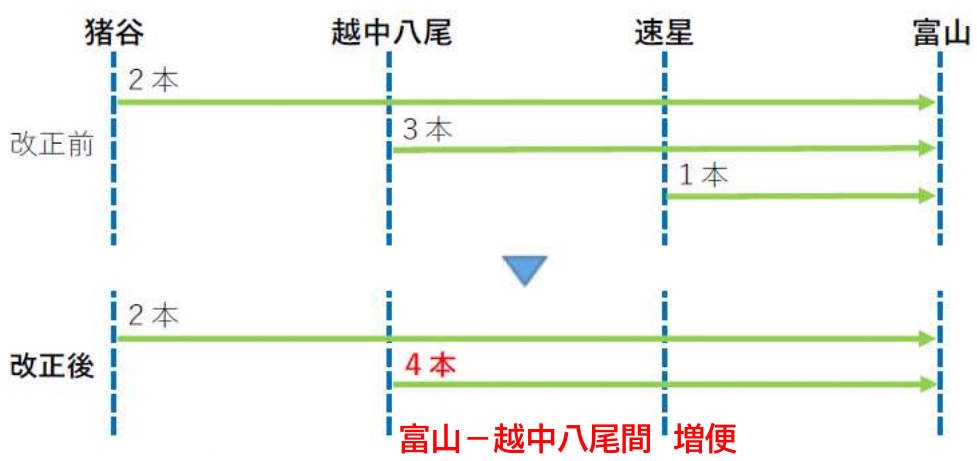 猪谷 越中八尾 速星 富山
2本
改正前
3本
1本
2本
改正後
4本
富山－越中八尾間 増便